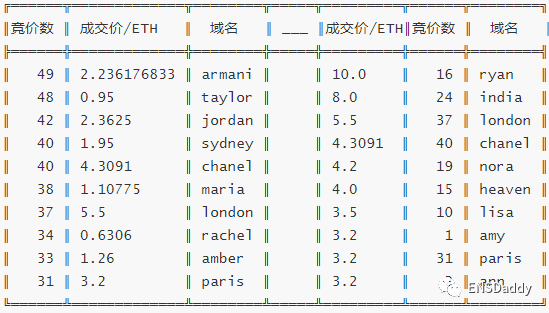 竟价数 成交价/ETH 域名 ___ 成交价/ETH 竟价数 域名
49 2.236176833 armani 10.0 16 ryan
48 0.95 taylor 8.0 24 india
42 2.3625 jordan 5.5 37 london
40 1.95 sydney 4.3091 40 chanel
40 4.3091 chanel 4.2 19 nora
38 1.10775 maria 4.0 15 heaven
37 5.5 london 3.5 10 lisa
34 0.6306 rachel 3.2 1 amy
33 1.26 amber 3.2 31 paris
31 3.2 paris 3.2 ann
ENSDaddy